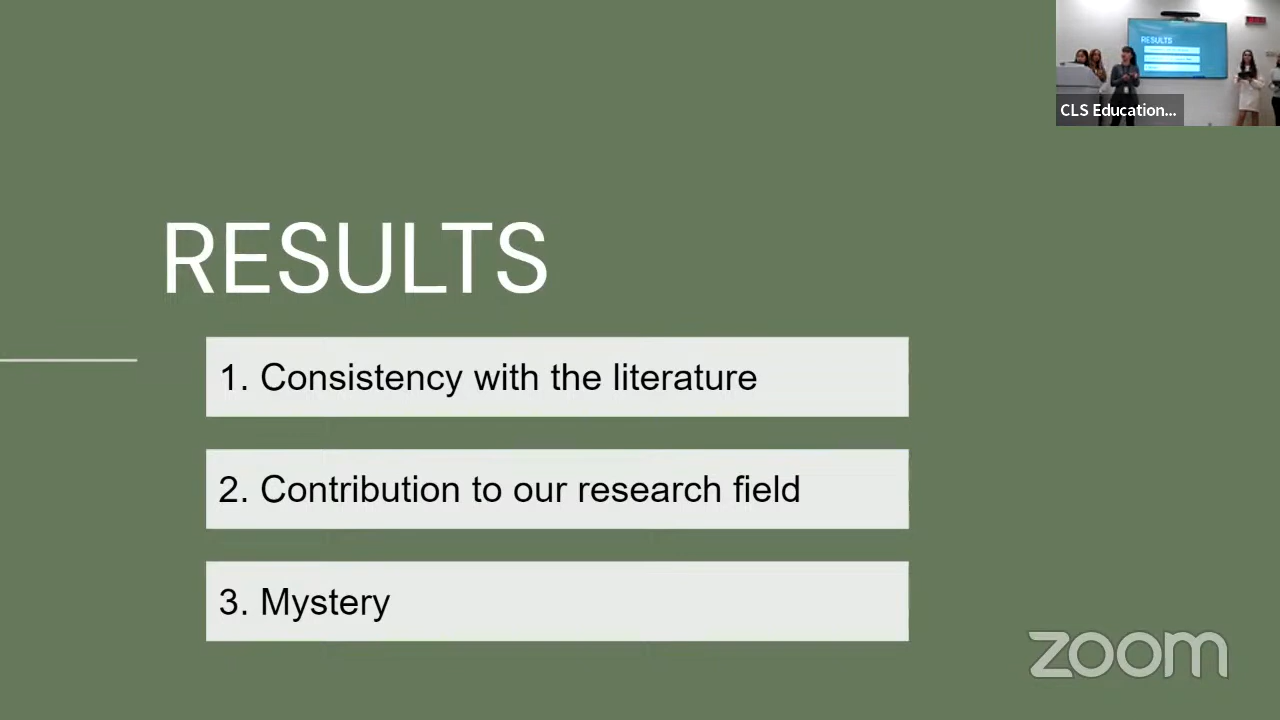 RESULTS
CLS Education...
RESULTS
1. Consistency with the literature
2. Contribution to our research field
3. Mystery
zoom